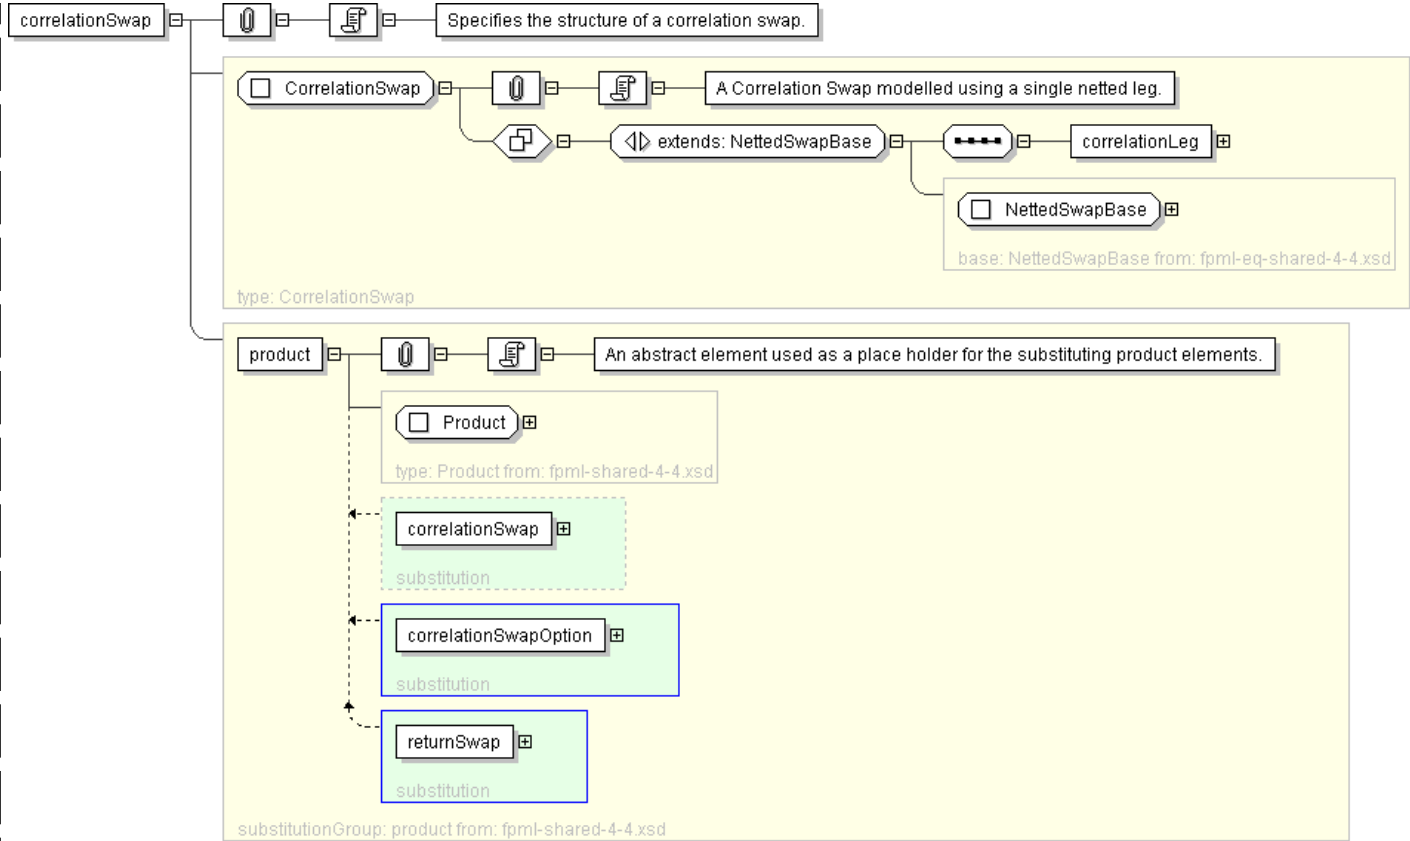 correlationSwap Specifies the structure of a correlation swap.
CorrelationSwap A Correlation Swap modelled using a single netted leg.
extends: NettedSwapBase correlationLeg
NettedSwapBase
base: NettedSwapBase from: fpml-eq-shared-4-4.xsd
type: CorrelationSwap
product An abstract element used as a place holder for the substituting product elements.
Product
type: Product from: fpml-shared-4-4.xsd
correlationSwap
substitution
correlationSwapOption
substitution
returnSwap
substitution
substitutionGroup: product from: fpml-shared-4-4.xsd